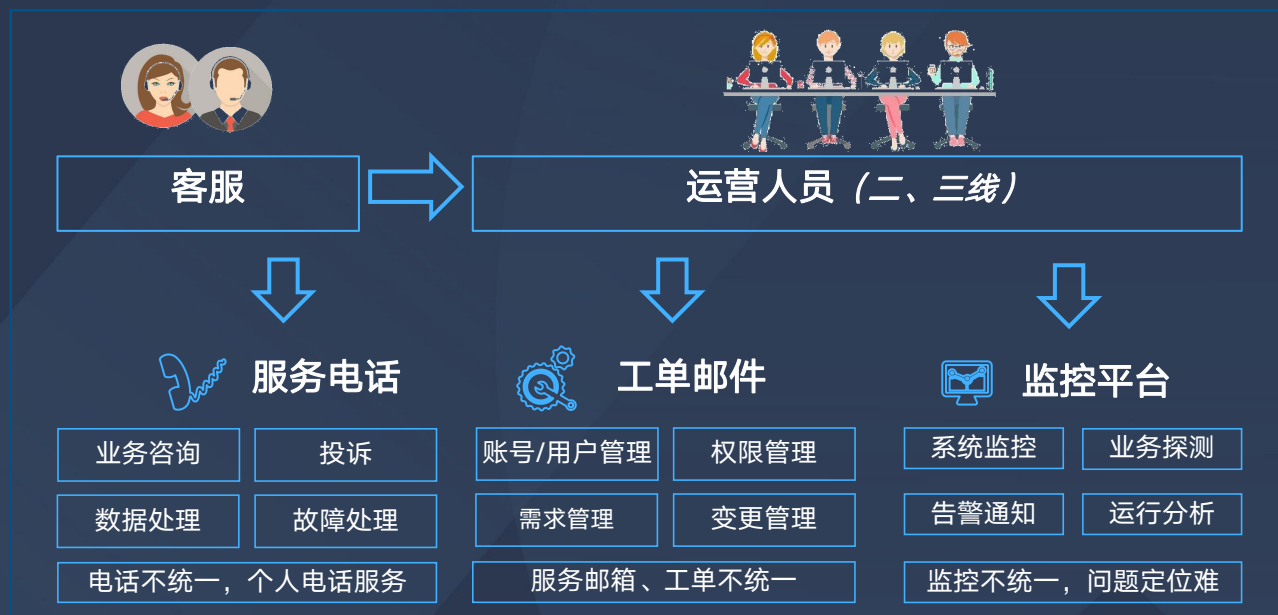 客服
运营人员（二、三线）
服务电话
工单邮件
监控平台
业务咨询
投诉
账号/用户管理
权限管理
系统监控
业务探测
数据处理
故障处理
需求管理
变更管理
告警通知
运行分析
电话不统一，个人电话服务
服务邮箱、工单不统一
监控不统一，问题定位难